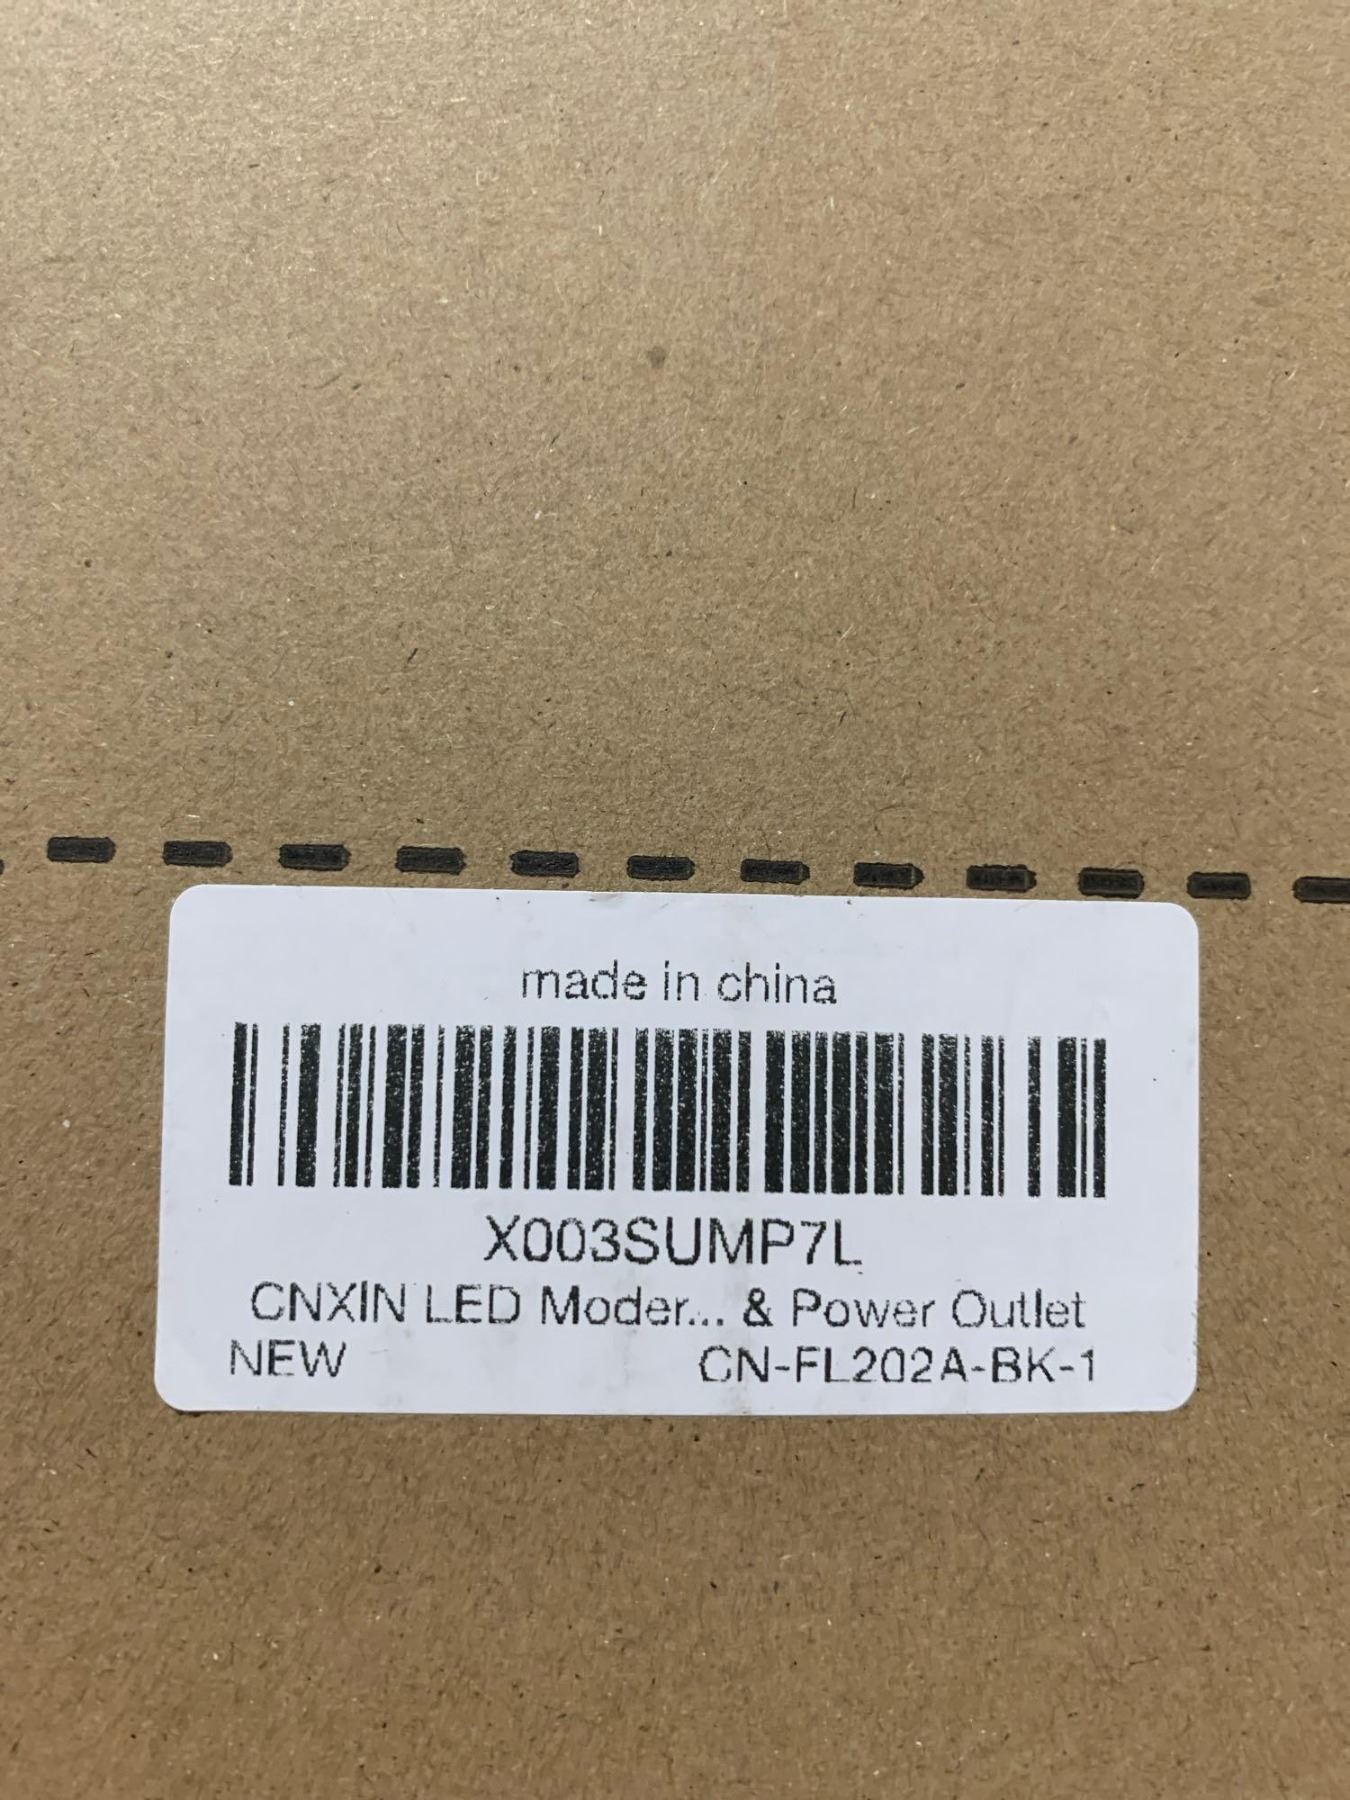 made in china
X003SUMP7L
CNXIN LED Moder... & Power Outlet
NEW CN-FL202A-BK-1